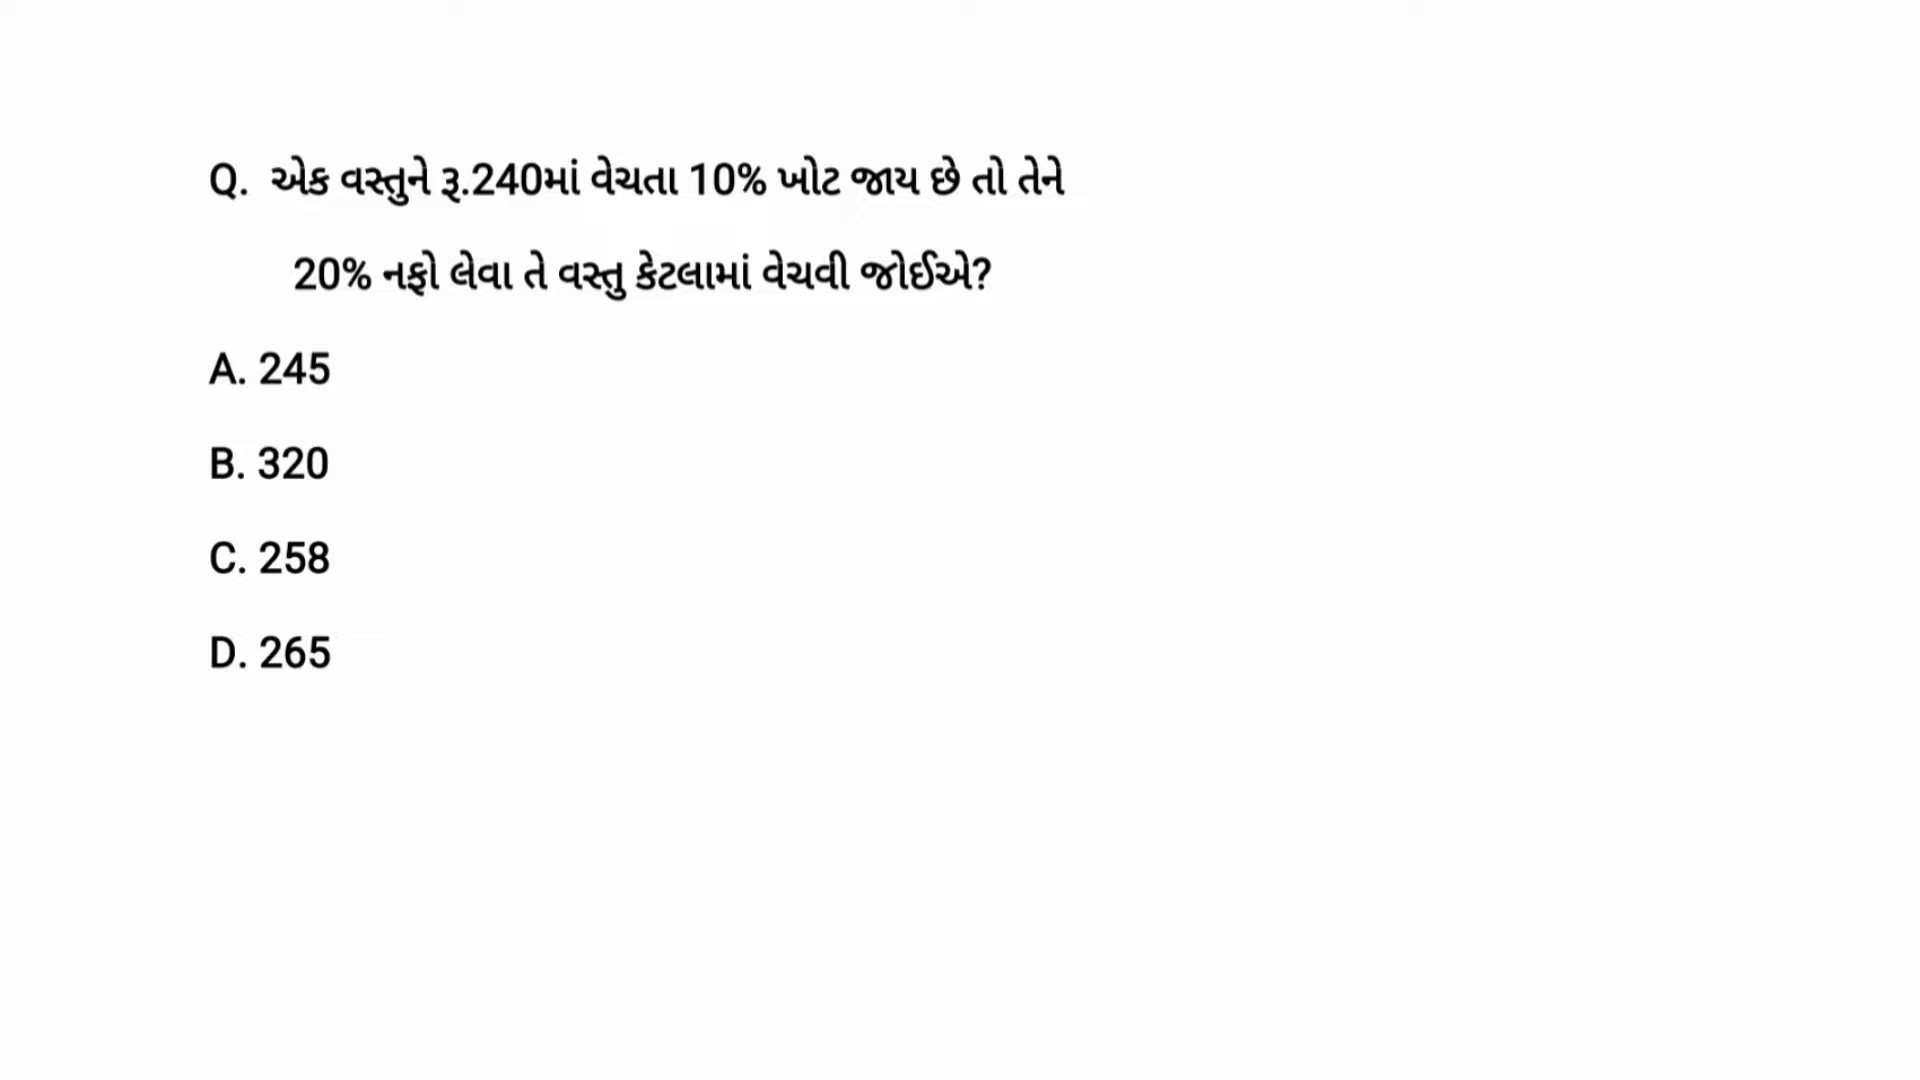 Q. એક વસ્તુને રૂ.240માં વેચતા 10% ખોટ જાય છે તો તેને
20% નફો લેવા તે વસ્તુ કેટલામાં વેચવી જોઈએ?
A. 245
B. 320
C. 258
D. 265